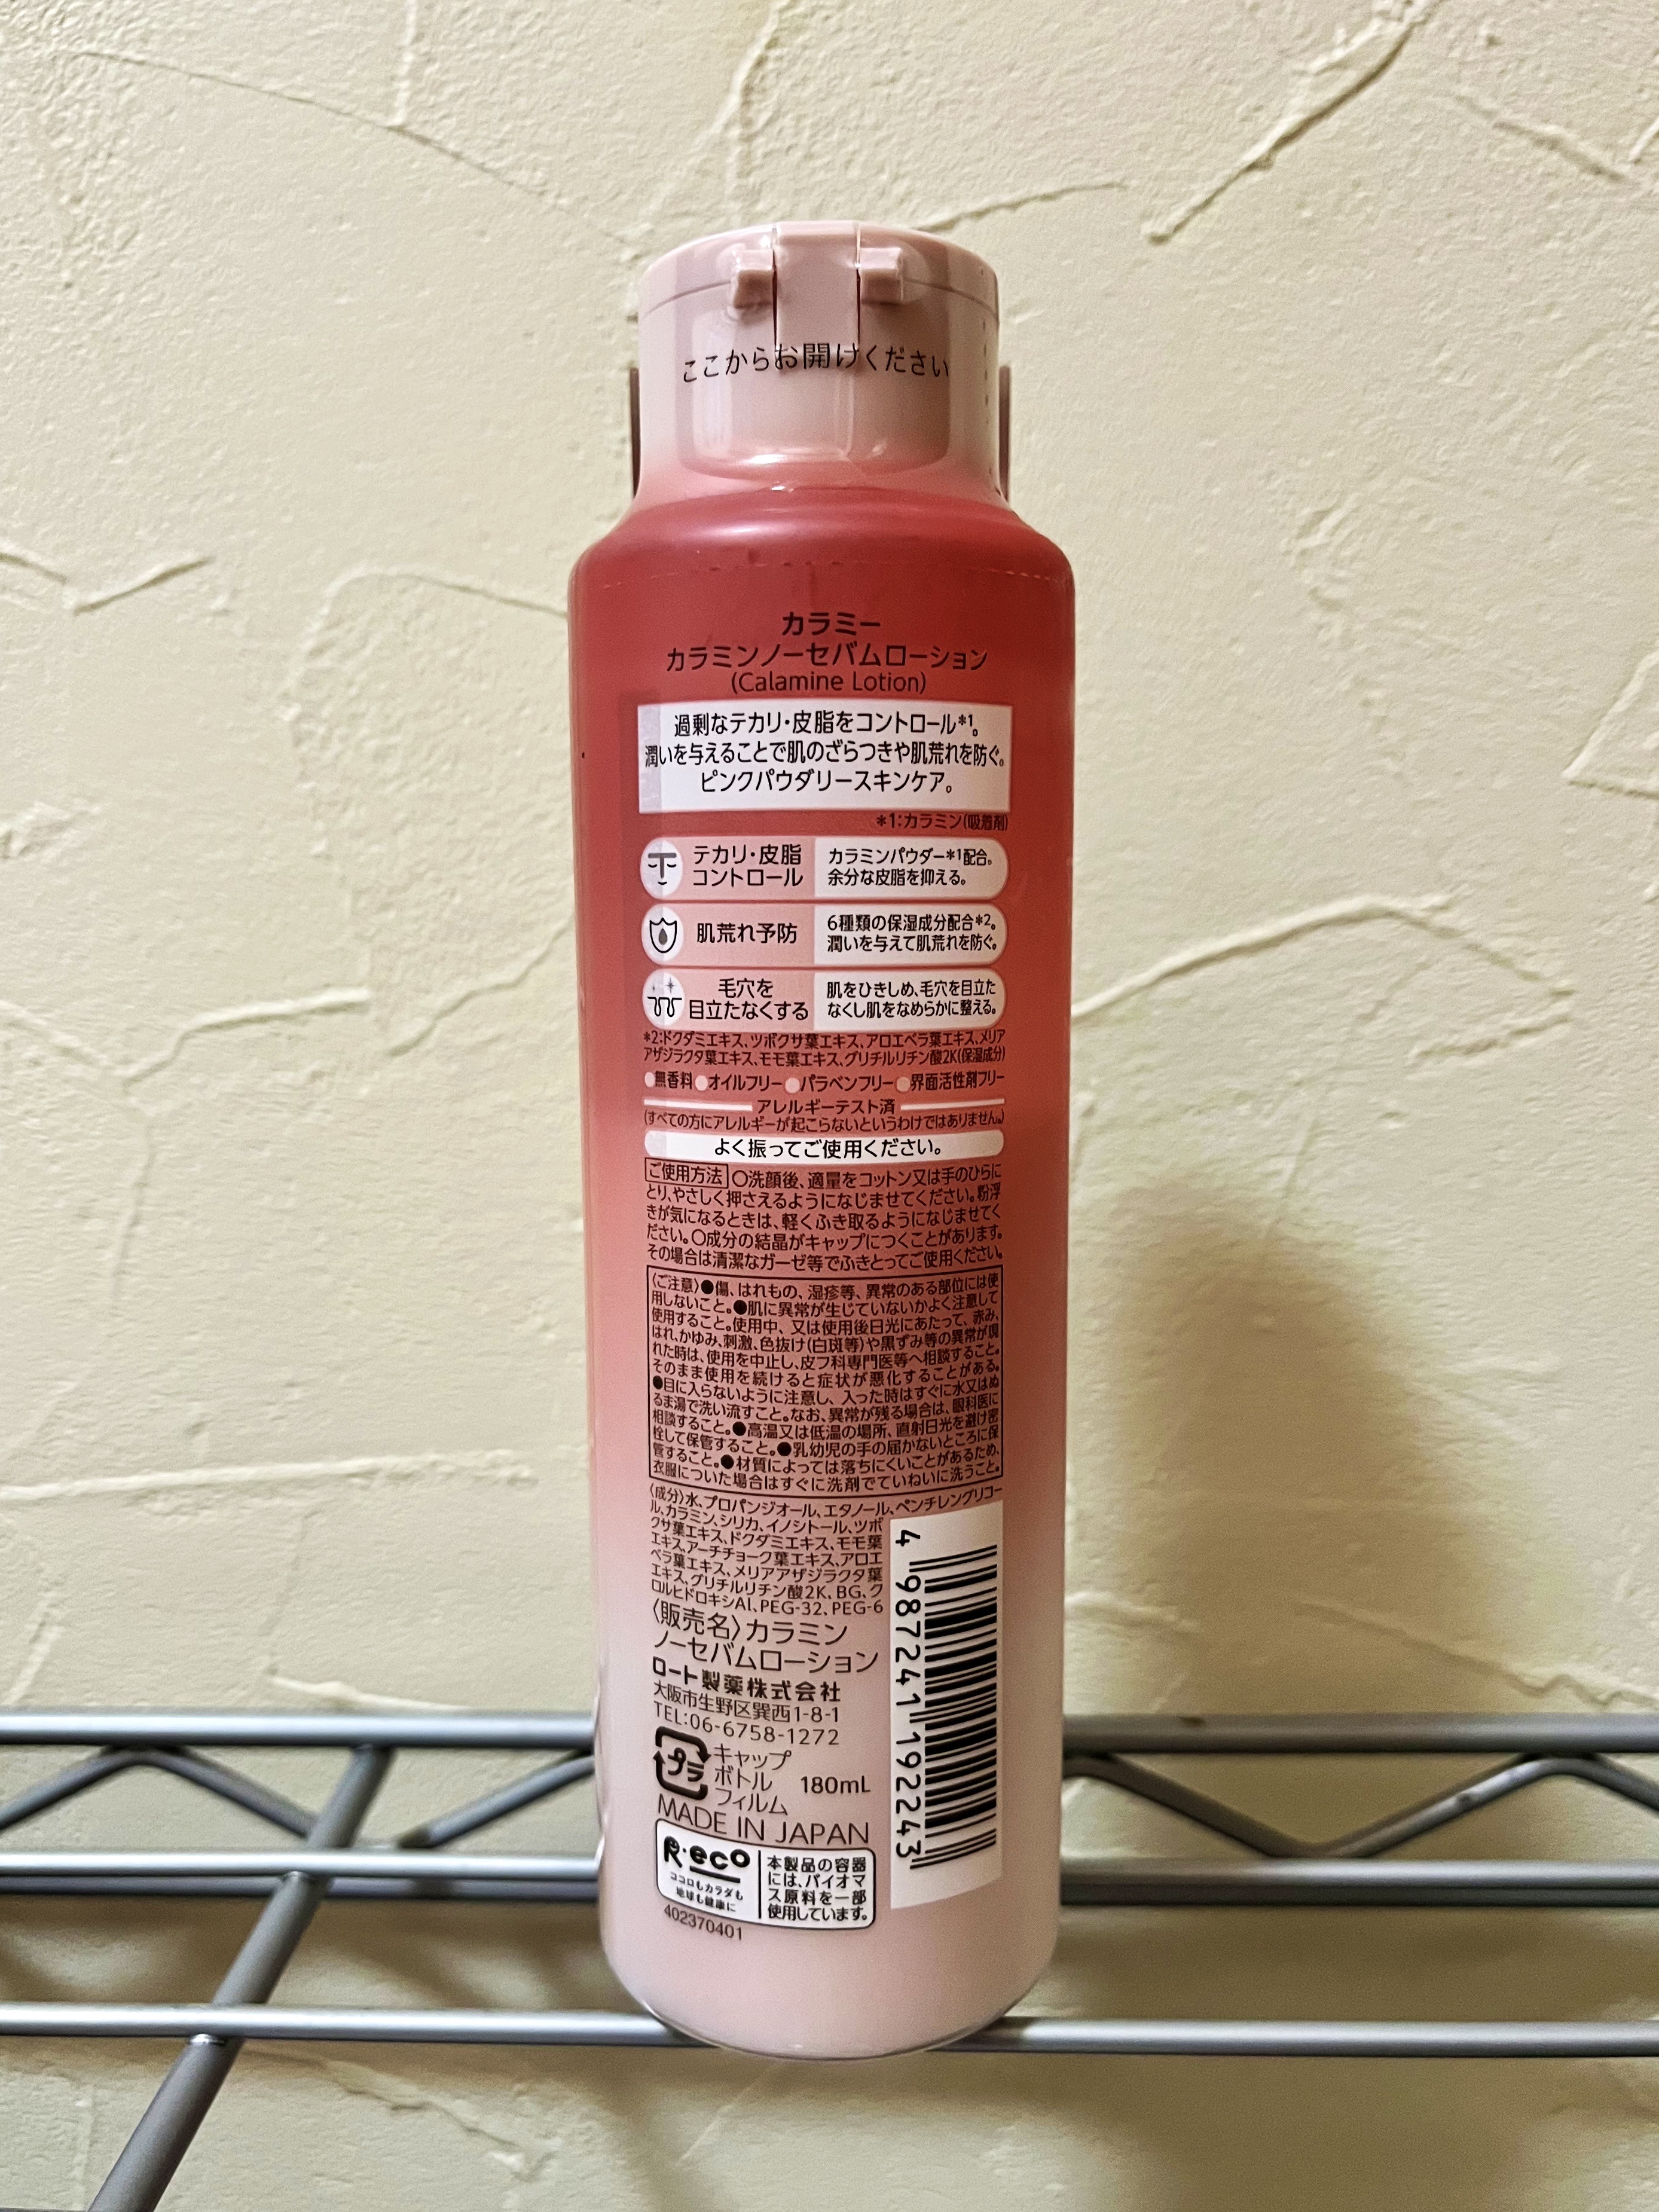 ここからお開けください
カラミー
カラミンノーセバムローション
(Calamine Lotion)
過剰なテカリ・皮脂をコントロール*1。
潤いを与えることで肌のざらつきや肌荒れを防ぐ。
ピンクパウダリースキンケア。
*1:カラミン(吸着剤)
テカリ・皮脂
コントロール
カラミンパウダー*1配合。
余分な皮脂を抑える。
肌荒れ予防
6種類の保湿成分配合*2。
潤いを与えて肌荒れを防ぐ。
毛穴を
目立たなくする
肌をひきしめ、毛穴を目立た
なくし肌をなめらかに整える。
*2:ドクダミエキス、ツボクサ葉エキス、アロエベラ葉エキス、メリア
アザジラクタ葉エキス、モモ葉エキス、グリチルリチン酸2K(保湿成分)
●無香料●オイルフリー●パラベンフリー●界面活性剤フリー
アレルギーテスト済
(すべての方にアレルギーが起こらないというわけではありません。)
よく振ってご使用ください。
ご使用方法 ○洗顔後、適量をコットン又は手のひらに
とり、やさしく押さえるようになじませてください。粉浮
きが気になるときは、軽くふき取るようになじませてく
ださい。○成分の結晶がキャップにつくことがあります。
その場合は清潔なガーゼ等でふきとってご使用ください。
〈ご注意〉●傷、はれもの、湿疹等、異常のある部位には使
用しないこと。●肌に異常が生じていないかよく注意して
使用すること。使用中、又は使用後日光にあたって、赤み、
はれ、かゆみ、刺激、色抜け(白斑等)や黒ずみ等の異常が現
れた時は、使用を中止し、皮フ科専門医等へ相談すること。
そのまま使用を続けると症状が悪化することがある。
●目に入らないように注意し、入った時はすぐに水又はぬ
るま湯で洗い流すこと。なお、異常が残る場合は、眼科医に
相談すること。●高温又は低温の場所、直射日光を避け密
栓して保管すること。●乳幼児の手の届かないところに保
管すること。●材質によっては落ちにくいことがあるため、
衣服についた場合はすぐに洗剤でていねいに洗うこと。
〈成分〉水、プロパンジオール、エタノール、ペンチレングリコー
ル、カラミン、シリカ、イノシトール、ツボ
クサ葉エキス、ドクダミエキス、モモ葉
エキス、アーチチョーク葉エキス、アロエ
ベラ葉エキス、メリアアザジラクタ葉
エキス、グリチルリチン酸2K、BG、ク
ロルヒドロキシAl、PEG-32、PEG-6
〈販売名〉カラミン
ノーセバムローション
ロート製薬株式会社
大阪市生野区巽西1-8-1
TEL:06-6758-1272
プラ
キャップ
ボトル
フィルム
180mL
MADE IN JAPAN
R・eco
ココロもカラダも
地球も健康に
本製品の容器
には、バイオマ
ス原料を一部
使用しています。
402370401
4 987241 192243